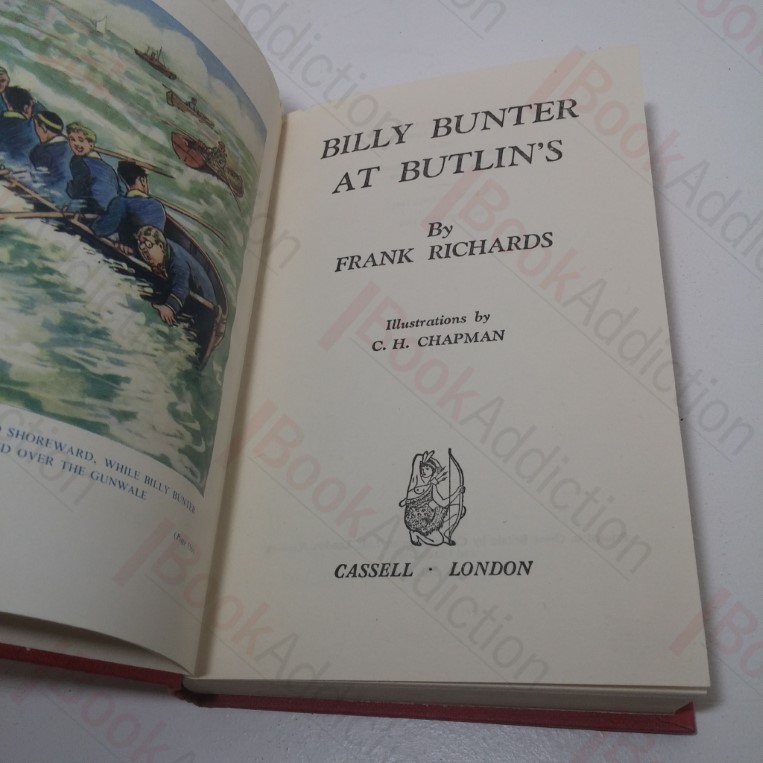 SHOREWARD, WHILE BILLY BUNTER
OVER THE GUNWALE
BILLY BUNTER
AT BUTLIN'S
By
FRANK RICHARDS
Illustrations by
C. H. CHAPMAN
CASSELL · LONDON
BookAddiction